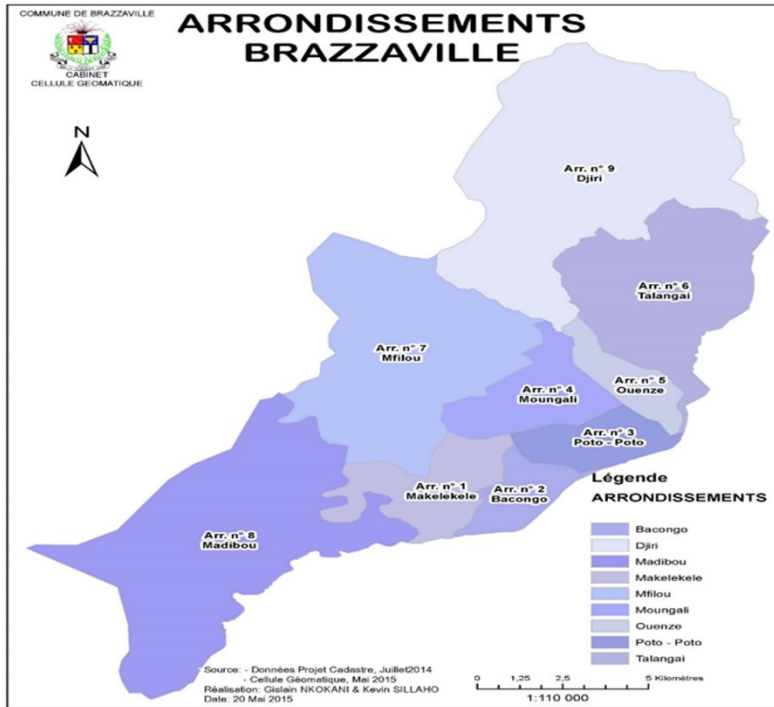 COMMUNE DE BRAZZAVILLE
CABINET
CELLULE GEOMATIQUE
ARRONDISSEMENTS
BRAZZAVILLE
N
Arr. n° 9
Djiri
Arr. n° 6
Talangai
Arr. n° 7
Mfilou
Arr. n° 5
Ouenze
Arr. n° 4
Moungali
Arr. n° 3
Poto - Poto
Arr. n° 1
Makelekele
Arr. n° 2
Bacongo
Arr. n° 8
Madibou
Légende
ARRONDISSEMENTS
Bacongo
Djiri
Madibou
Makelekele
Mfilou
Moungali
Ouenze
Poto - Poto
Talangai
Source: - Données Projet Cadastre, Juillet2014
- Cellule Géomatique, Mai 2015
Réalisation: Gislain NKOKANI & Kevin SILLAHO
Date: 20 Mai 2015
0 1,25 2,5 5 Kilomètres
1:110 000